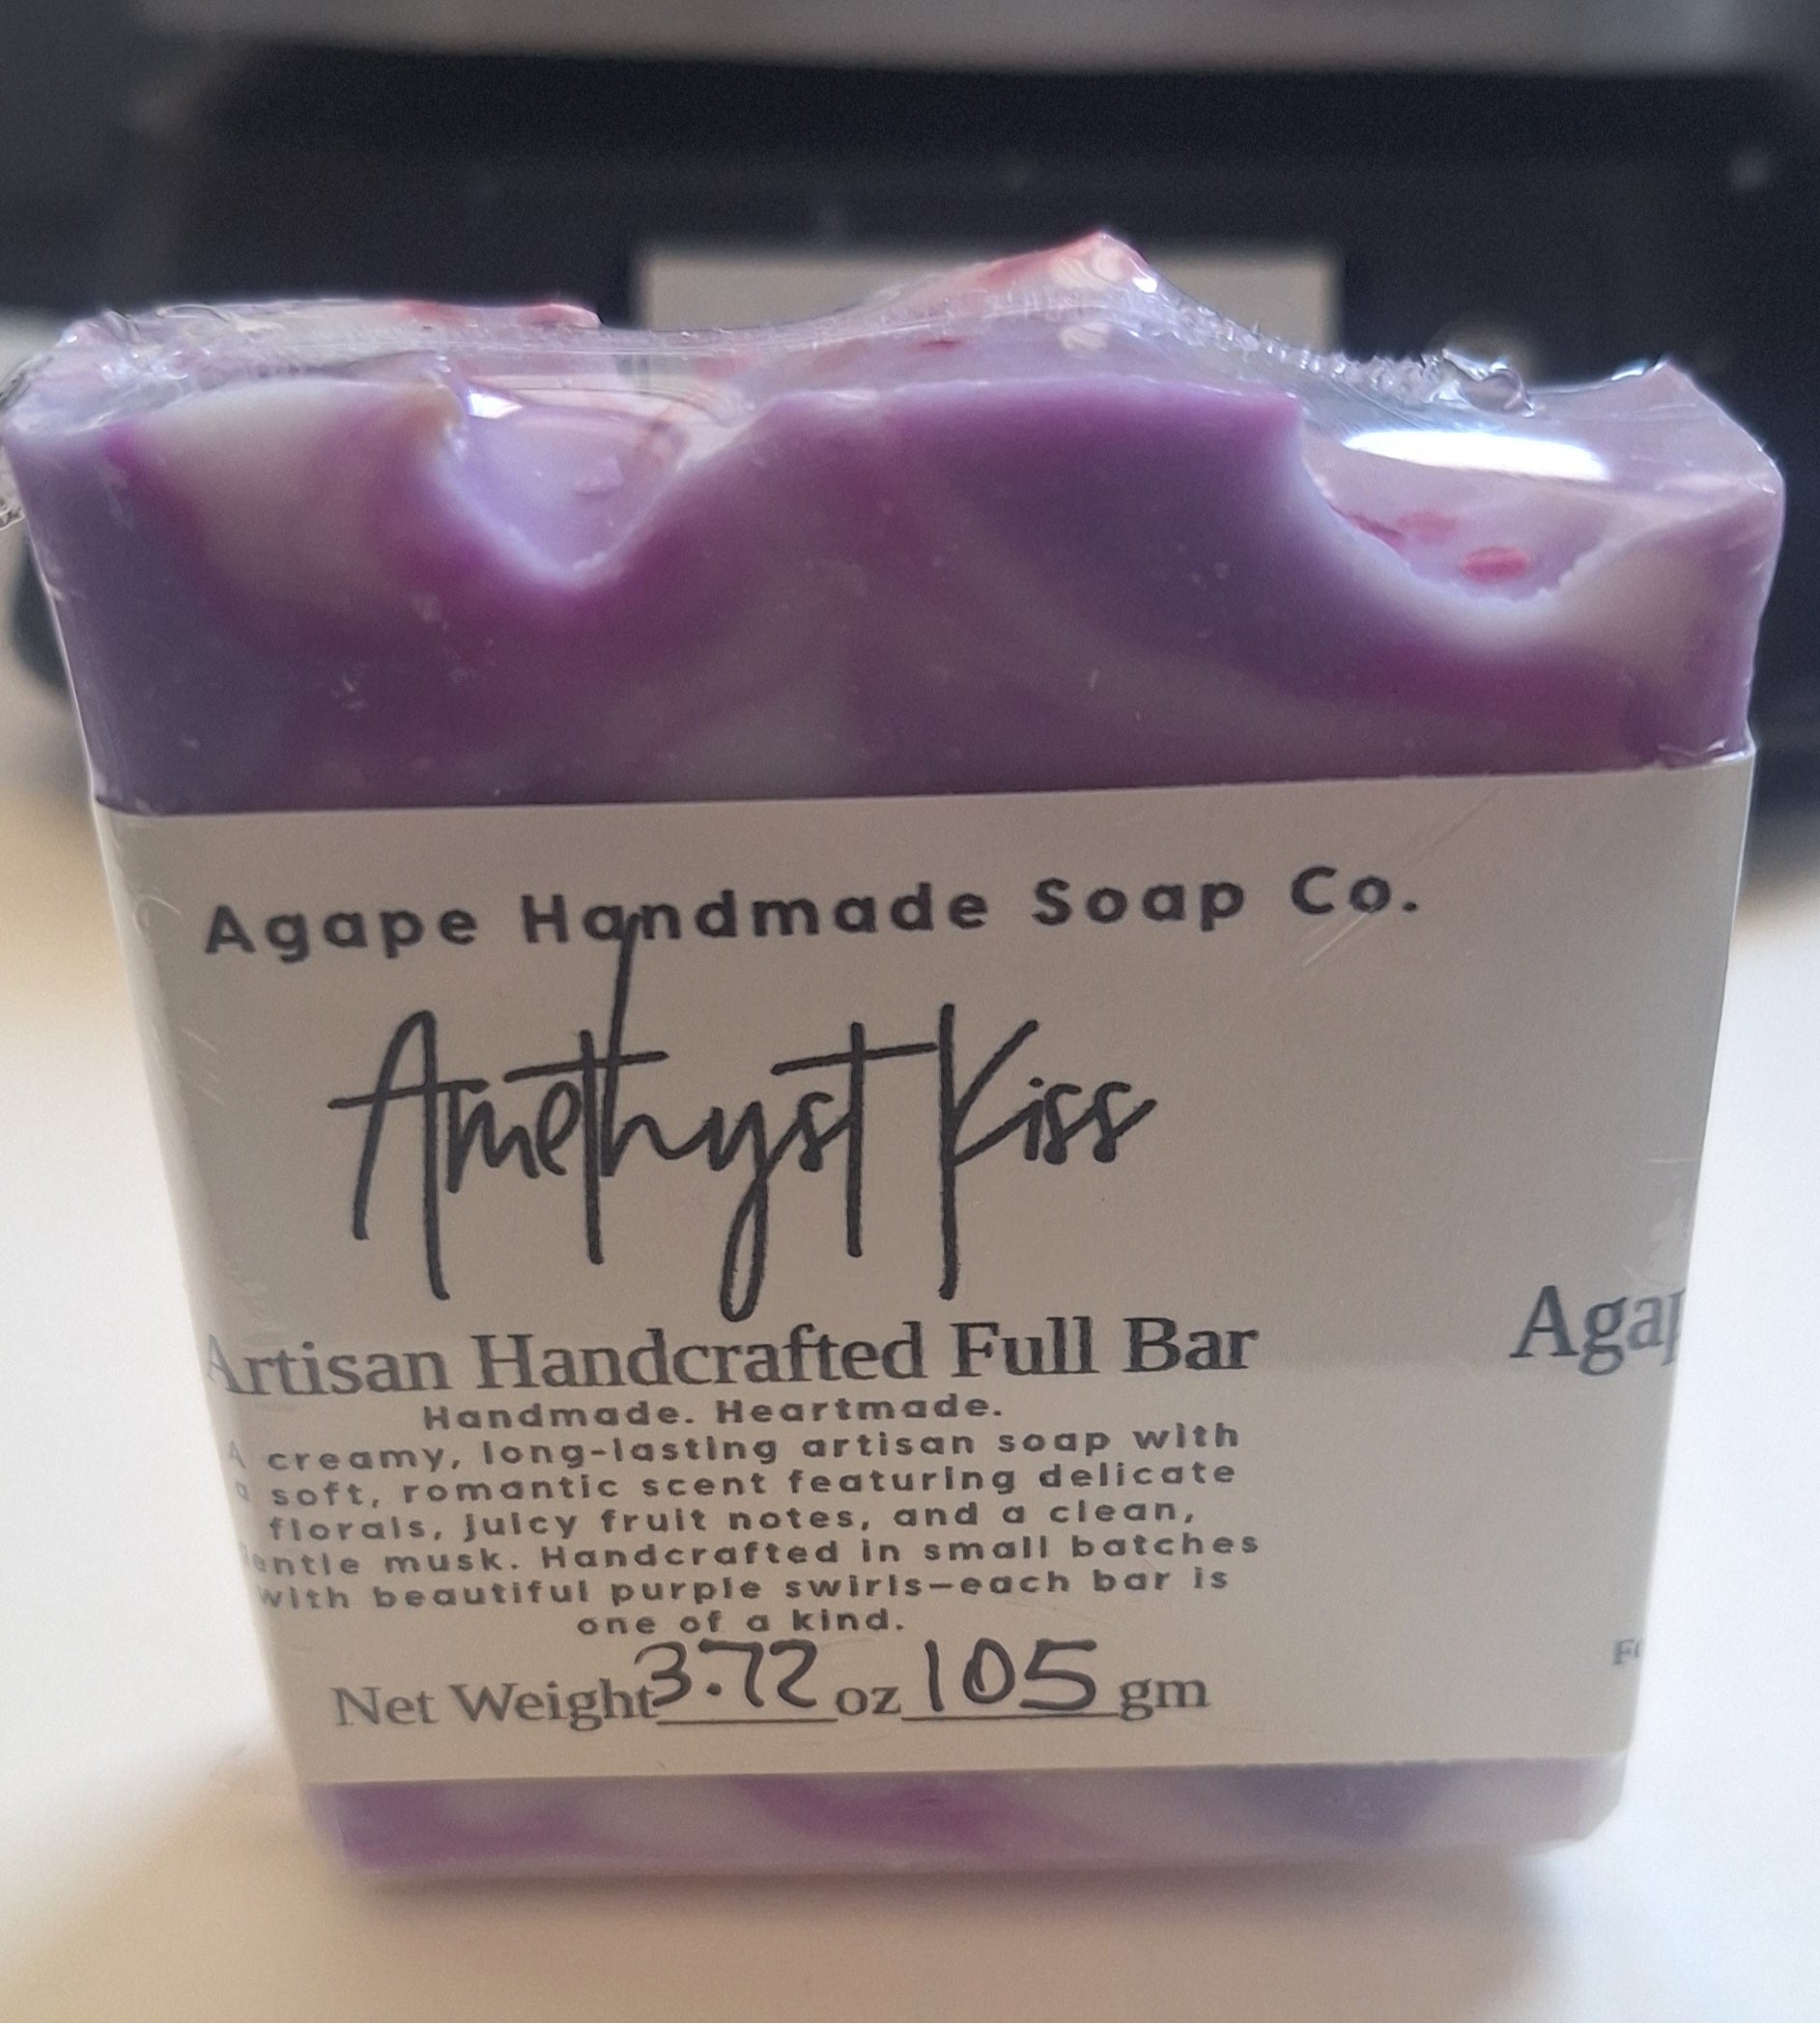 Agape Handmade Soap Co.
Amethyst Kiss
Artisan Handcrafted Full Bar
Handmade. Heartmade.
A creamy, long-lasting artisan soap with
a soft, romantic scent featuring delicate
florals, juicy fruit notes, and a clean,
entle musk. Handcrafted in small batches
with beautiful purple swirls—each bar is
one of a kind.
Net Weight 3.72 oz 105 gm
Agap